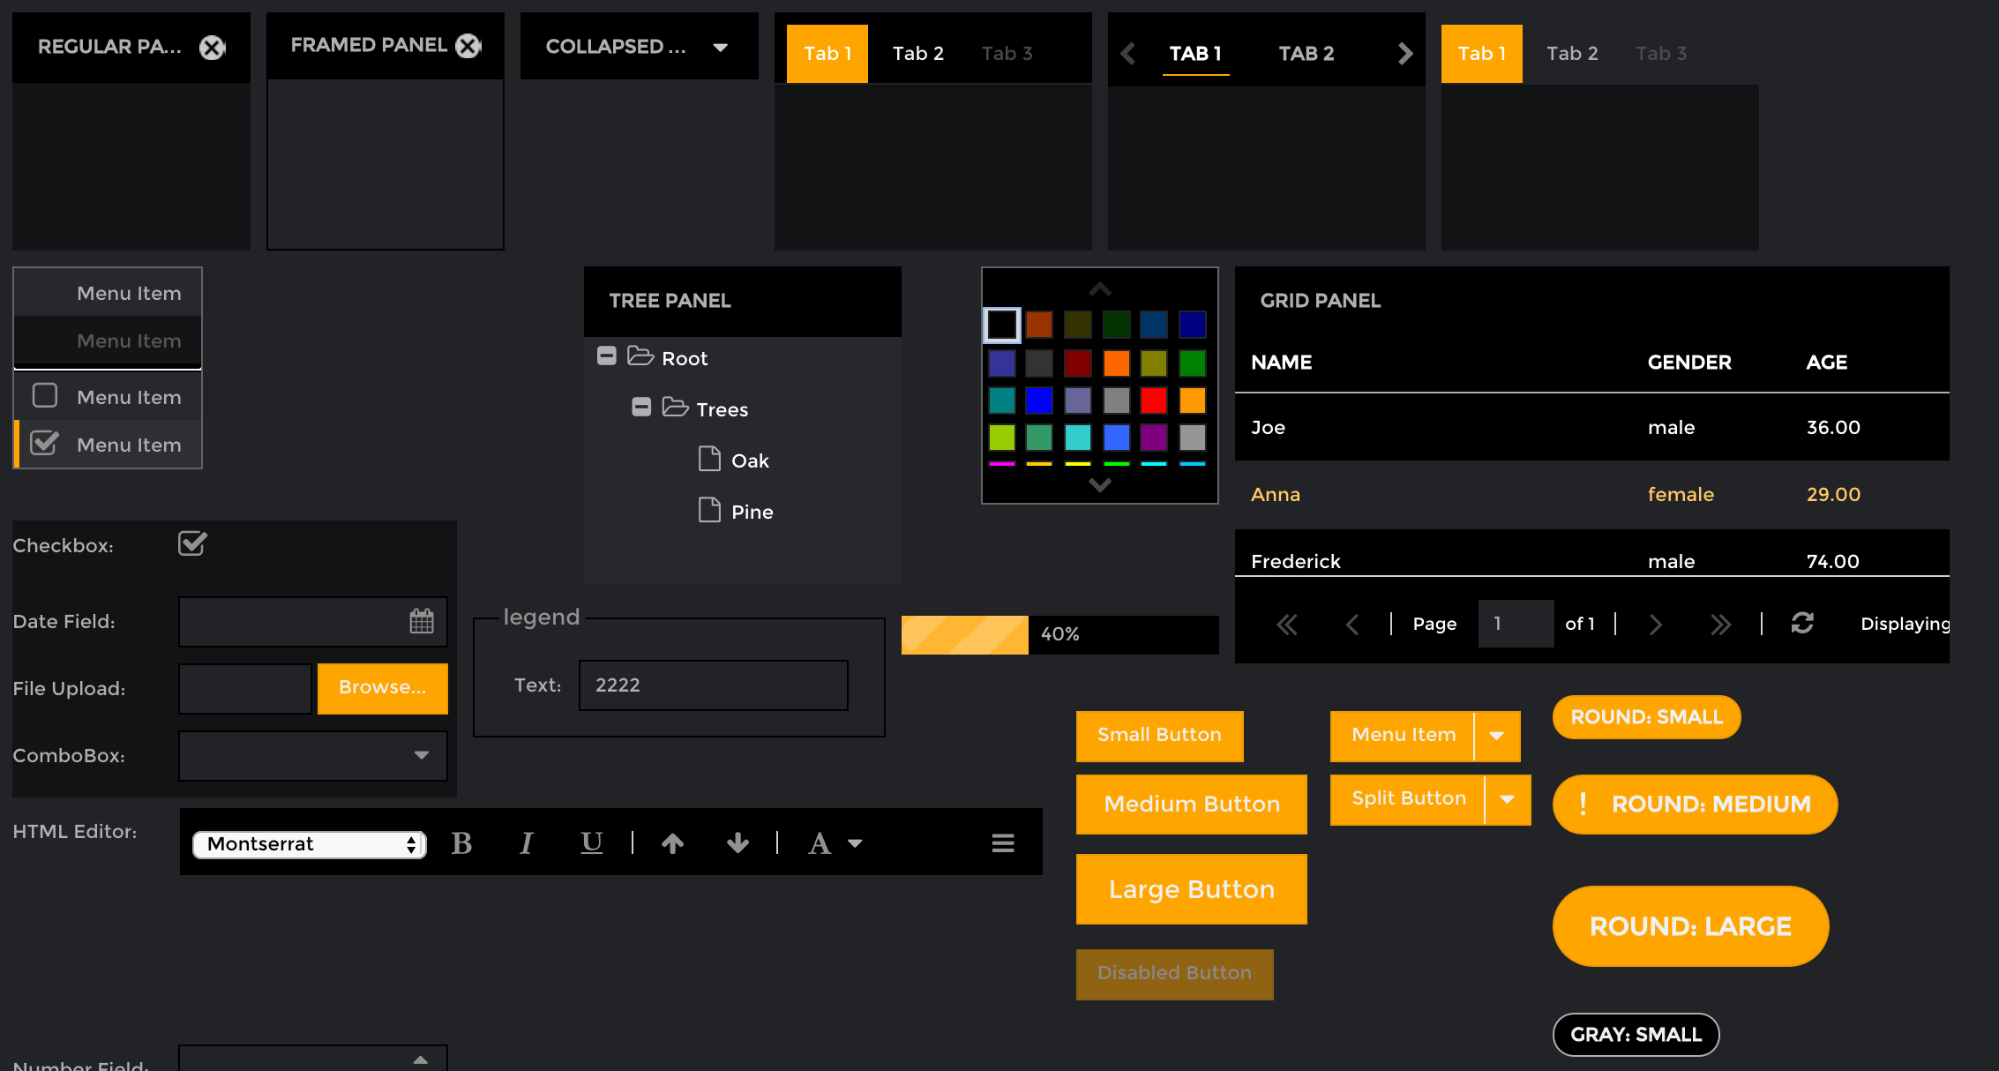 REGULAR PA...
FRAMED PANEL
COLLAPSED ...
Tab 1 Tab 2 Tab 3
TAB 1 TAB 2
Tab 1 Tab 2 Tab 3
Menu Item
Menu Item
Menu Item
Menu Item
TREE PANEL
Root
Trees
Oak
Pine
GRID PANEL
NAME GENDER AGE
Joe male 36.00
Anna female 29.00
Frederick male 74.00
Page 1 of 1 Displaying
Checkbox:
Date Field:
File Upload: Browse...
ComboBox:
legend
Text: 2222
40%
HTML Editor: Montserrat B I U A
Small Button
Medium Button
Large Button
Disabled Button
Menu Item
Split Button
ROUND: SMALL
! ROUND: MEDIUM
ROUND: LARGE
GRAY: SMALL
Number Field: